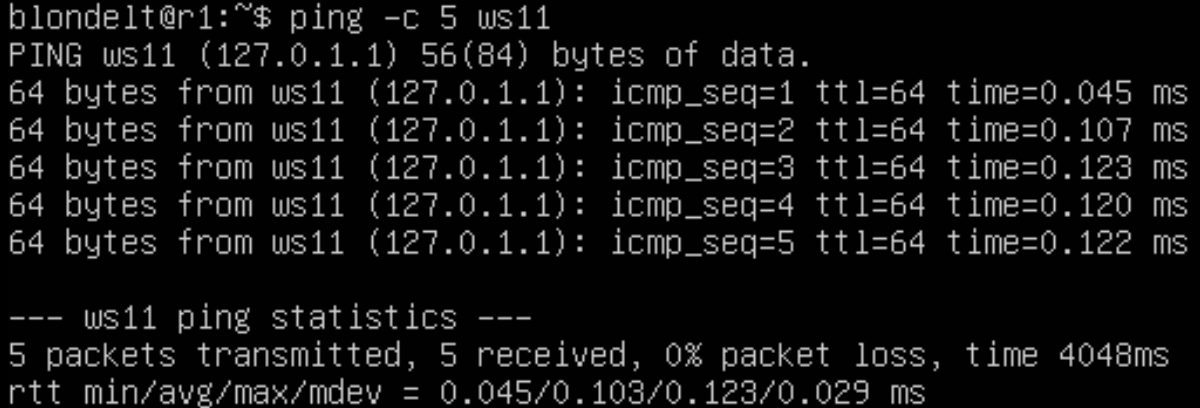 blondelt@r1:~$ ping -c 5 ws11
PING ws11 (127.0.1.1) 56(84) bytes of data.
64 bytes from ws11 (127.0.1.1): icmp_seq=1 ttl=64 time=0.045 ms
64 bytes from ws11 (127.0.1.1): icmp_seq=2 ttl=64 time=0.107 ms
64 bytes from ws11 (127.0.1.1): icmp_seq=3 ttl=64 time=0.123 ms
64 bytes from ws11 (127.0.1.1): icmp_seq=4 ttl=64 time=0.120 ms
64 bytes from ws11 (127.0.1.1): icmp_seq=5 ttl=64 time=0.122 ms

--- ws11 ping statistics ---
5 packets transmitted, 5 received, 0% packet loss, time 4048ms
rtt min/avg/max/mdev = 0.045/0.103/0.123/0.029 ms